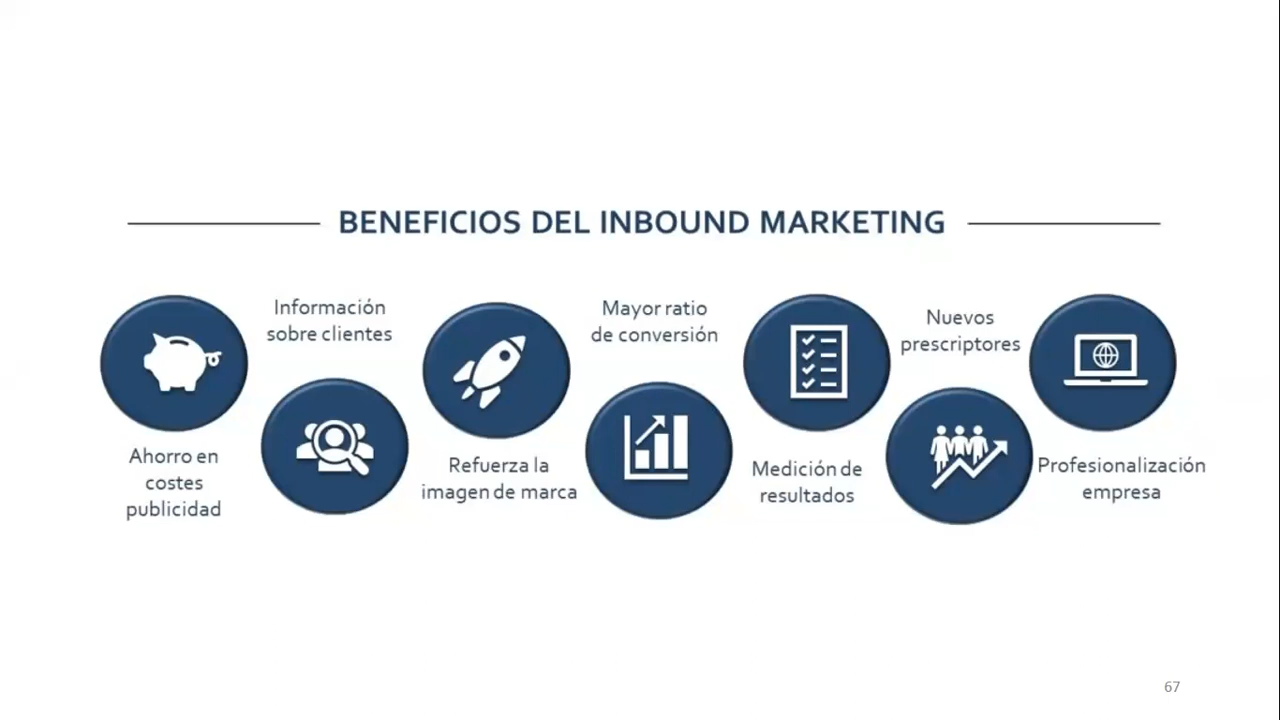 BENEFICIOS DEL INBOUND MARKETING
Ahorro en
costes
publicidad
Información
sobre clientes
Refuerza la
imagen de marca
Mayor ratio
de conversión
Medición de
resultados
Nuevos
prescriptores
Profesionalización
empresa
67